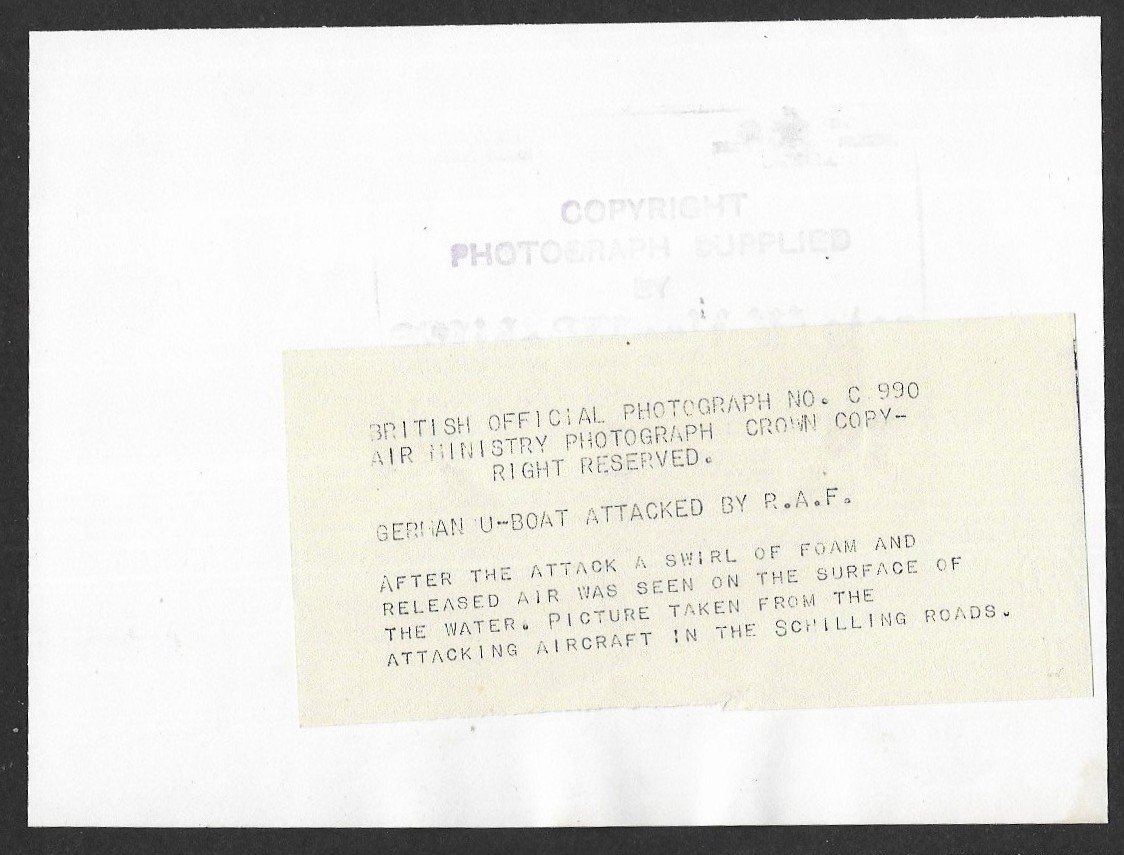 COPYRIGHT
PHOTOGRAPH SUPPLIED
BY
BRITISH OFFICIAL PHOTOGRAPH NO. C 990
AIR MINISTRY PHOTOGRAPH CROWN COPY-
RIGHT RESERVED.
GERMAN U-BOAT ATTACKED BY R.A.F.
AFTER THE ATTACK A SWIRL OF FOAM AND
RELEASED AIR WAS SEEN ON THE SURFACE OF
THE WATER. PICTURE TAKEN FROM THE
ATTACKING AIRCRAFT IN THE SCHILLING ROADS.